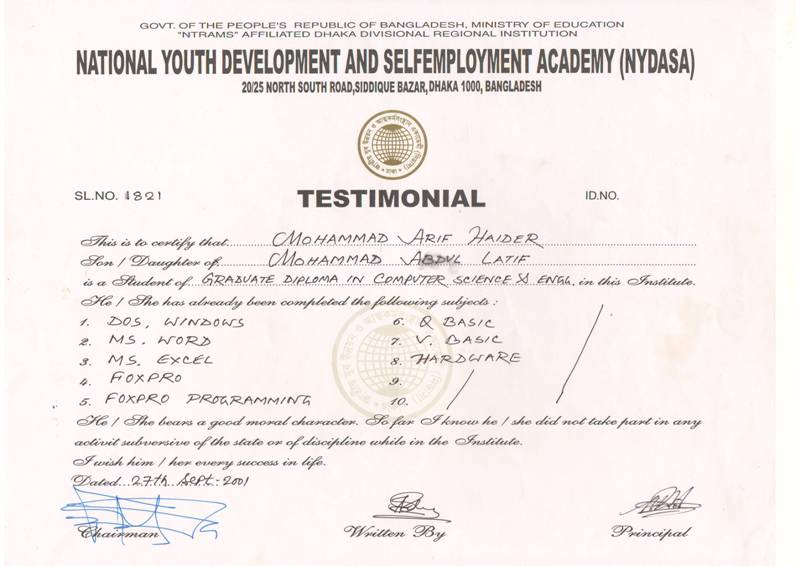 GOVT. OF THE PEOPLE'S REPUBLIC OF BANGLADESH, MINISTRY OF EDUCATION
"NTRAMS" AFFILIATED DHAKA DIVISIONAL REGIONAL INSTITUTION
NATIONAL YOUTH DEVELOPMENT AND SELFEMPLOYMENT ACADEMY (NYDASA)
20/25 NORTH SOUTH ROAD,SIDDIQUE BAZAR,DHAKA 1000, BANGLADESH
SL.NO. 1821 TESTIMONIAL ID.NO.
This is to certify that MOHAMMAD ARIF HAIDER
Son / Daughter of MOHAMMAD ABDUL LATIF
is a Student of GRADUATE DIPLOMA IN COMPUTER SCIENCE & ENGG. in this Institute.
He / She has already been completed the following subjects :
1. DOS, WINDOWS 6. Q BASIC
2. MS. WORD 7. V. BASIC
3. MS. EXCEL 8. HARDWARE
4. FOXPRO 9.
5. FOXPRO PROGRAMMING 10.
He / She bears a good moral character. So far I know he / she did not take part in any
activit subversive of the state or of discipline while in the Institute.
I wish him / her every success in life.
Dated 27th Sept-2001
Chairman Written By Principal